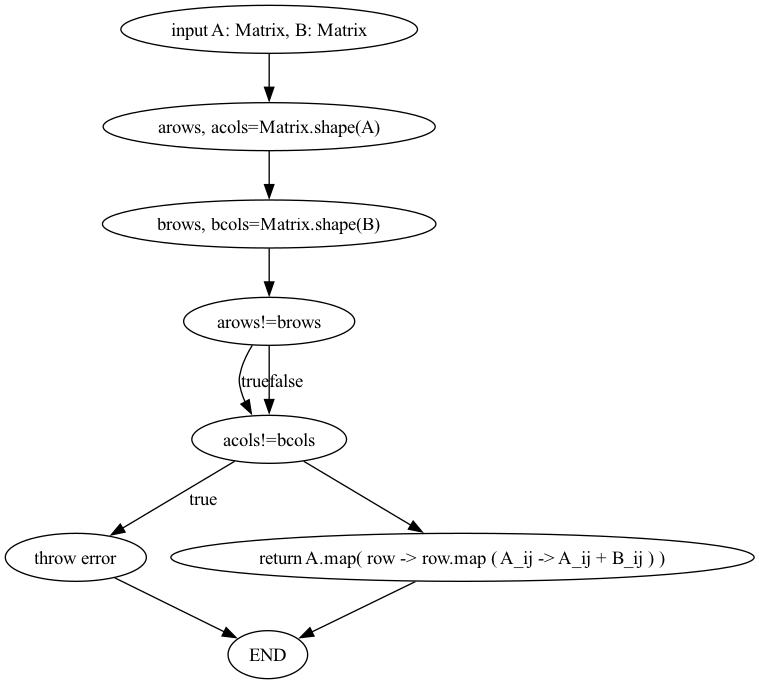 input A: Matrix, B: Matrix
arows, acols=Matrix.shape(A)
brows, bcols=Matrix.shape(B)
arows!=brows
true
false
acols!=bcols
true
throw error
return A.map( row -> row.map ( A_ij -> A_ij + B_ij ) )
END